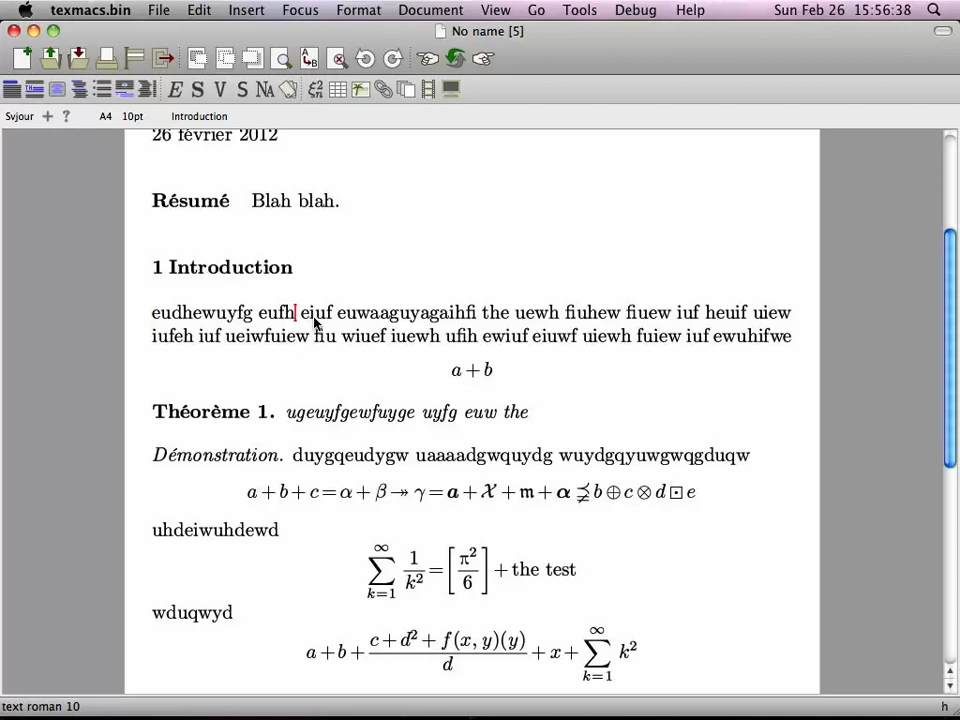 texmacs.bin File Edit Insert Focus Format Document View Go Tools Debug Help Sun Feb 26 15:56:38
No name [5]
E S V S NA
Svjour + ? A4 10pt Introduction
26 février 2012
Résumé Blah blah.
1 Introduction
eudhewuyfg eufh eiuf euwaaguyagaihfi the uewh fiuhew fiuew iuf heuif uiew
iufeh iuf ueiwfuiew fiu wiuef iuewh ufih ewiuf eiuwf uiewh fuiew iuf ewuhifwe
a + b
Théorème 1. ugeuyfgewfuyge uyfg euw the
Démonstration. duygqeudygw uaaaadgwquydg wuydgqyuwgwqgduqw
a + b + c = α + β ↠ γ = a + X + m + α ⋨ b ⊕ c ⊗ d ⊡ e
uhdeiwuhdewd
∑_{k=1}^{∞} 1/k² = [π²/6] + the test
wduqwyd
a + b + (c + d² + f(x, y)(y))/d + x + ∑_{k=1}^{∞} k²
text roman 10 h